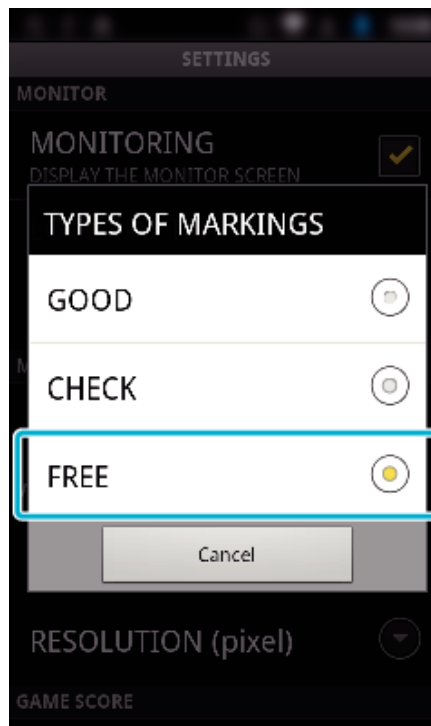 SETTINGS
MONITOR
MONITORING
DISPLAY THE MONITOR SCREEN
TYPES OF MARKINGS
GOOD
CHECK
FREE
Cancel
RESOLUTION (pixel)
GAME SCORE